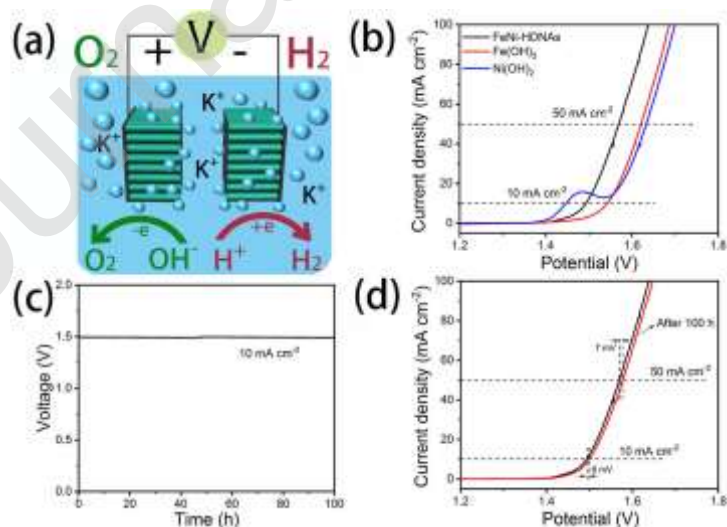 (a)
O₂ + V - H₂
K⁺
K⁺
K⁺
K⁺
K⁺
-e
+e
O₂ OH⁻ H⁺ H₂
(b)
FeNi-HDNAs
Fe(OH)₃
Ni(OH)₂
50 mA cm⁻²
10 mA cm⁻²
Current density (mA cm⁻²)
100
80
60
40
20
0
1.2 1.4 1.6 1.8
Potential (V)
(c)
Voltage (V)
2.0
1.5
1.0
0.5
0.0
10 mA cm⁻²
0 20 40 60 80 100
Time (h)
(d)
Current density (mA cm⁻²)
100
80
60
40
20
0
After 100 h
7 mV
50 mA cm⁻²
10 mA cm⁻²
1.2 1.4 1.6 1.8
Potential (V)